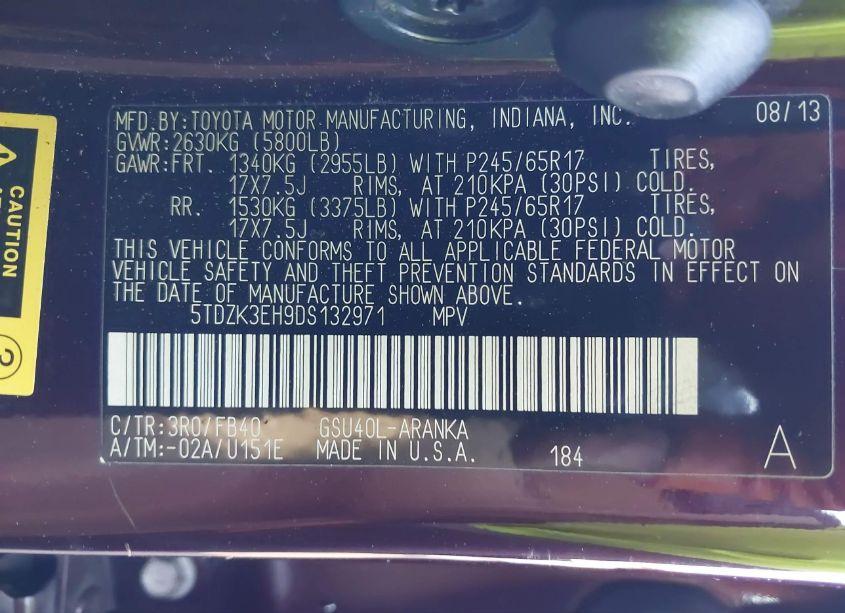 MFD.BY:TOYOTA MOTOR MANUFACTURING, INDIANA, INC. 08/13
GVWR:2630KG (5800LB)
GAWR:FRT. 1340KG (2955LB) WITH P245/65R17 TIRES,
17X7.5J RIMS, AT 210KPA (30PSI) COLD.
RR. 1530KG (3375LB) WITH P245/65R17 TIRES,
17X7.5J RIMS, AT 210KPA (30PSI) COLD.
THIS VEHICLE CONFORMS TO ALL APPLICABLE FEDERAL MOTOR
VEHICLE SAFETY AND THEFT PREVENTION STANDARDS IN EFFECT ON
THE DATE OF MANUFACTURE SHOWN ABOVE.
5TDZK3EH9DS132971 MPV
C/TR:3R0/FB40 GSU40L-ARANKA
A/TM:-02A/U151E MADE IN U.S.A. 184 A
CAUTION